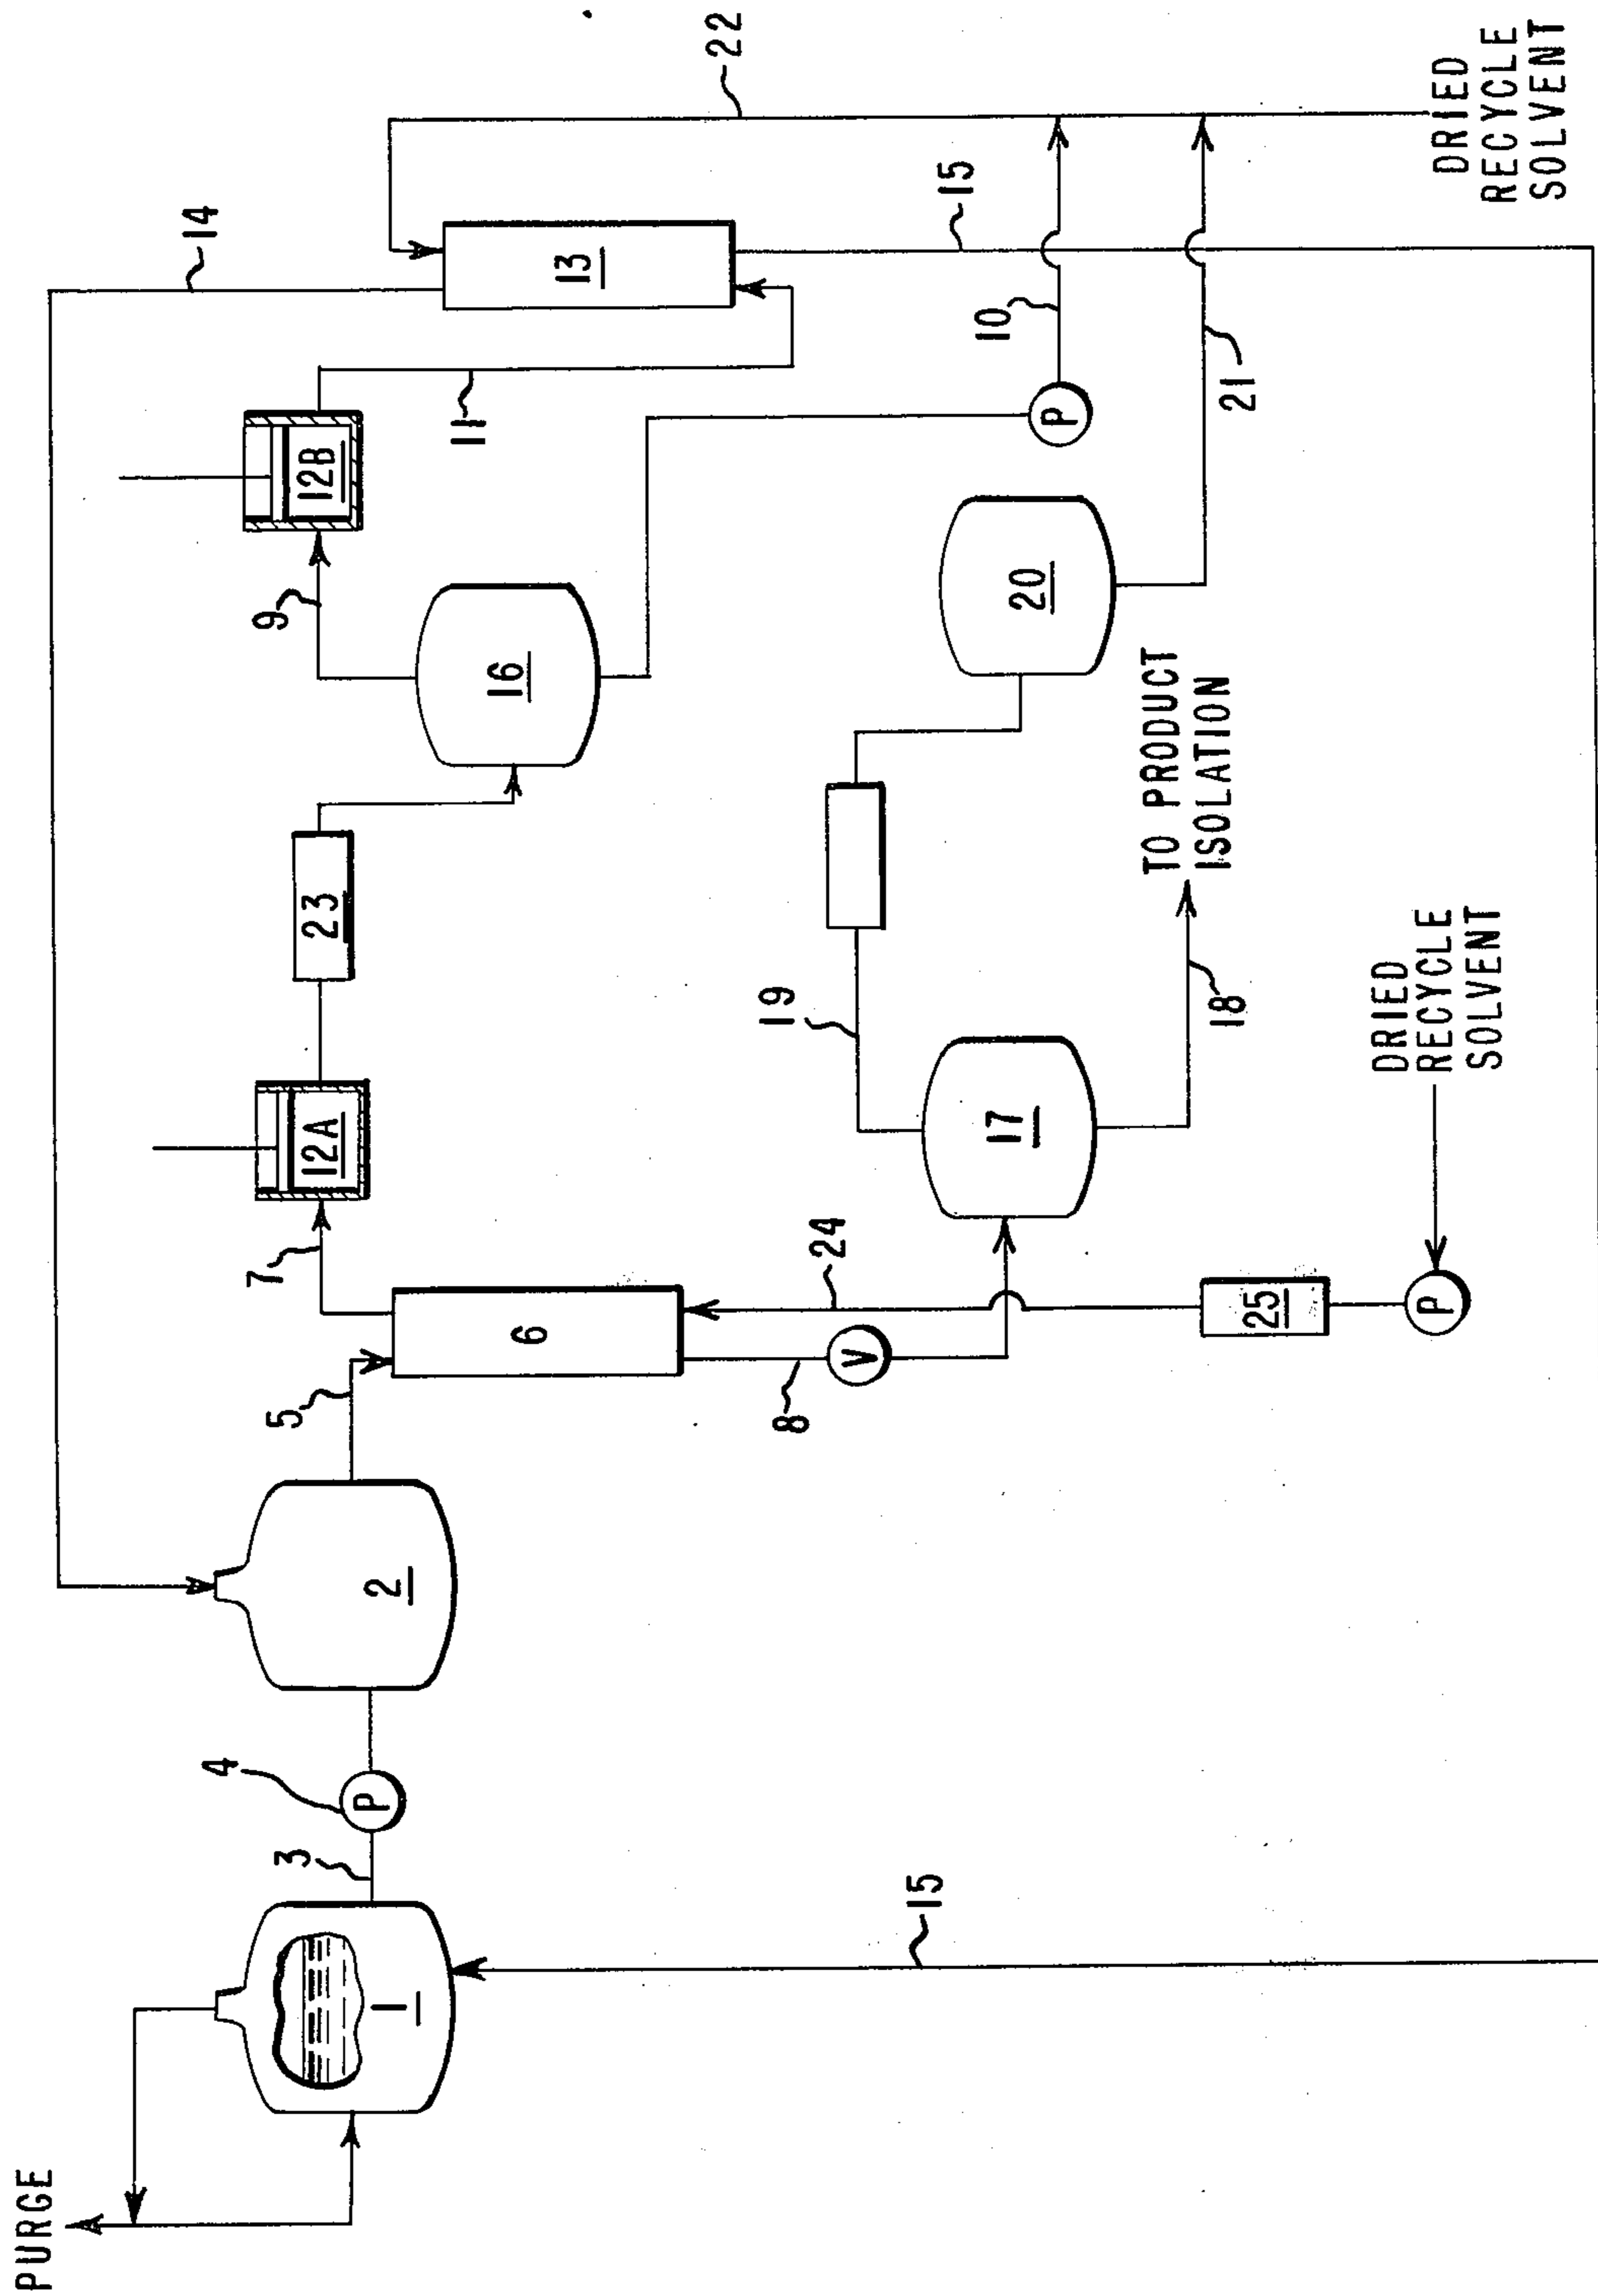 PURGE
14
22
12B
9
11
13
23
12A
7
16
15
10
P
5
6
2
4
P
3
1
19
24
20
21
8
V
17
TO PRODUCT
ISOLATION
18
25
P
DRIED
RECYCLE
SOLVENT
DRIED
RECYCLE
SOLVENT
15